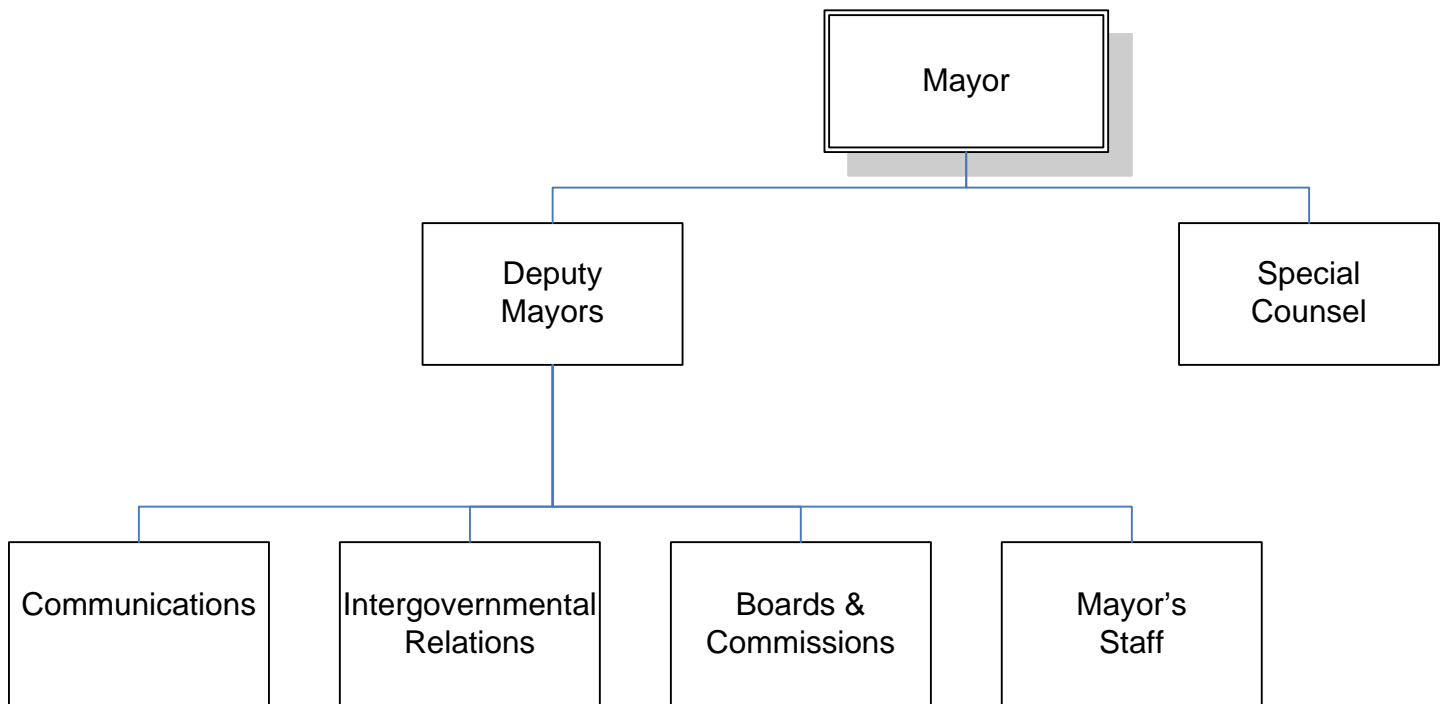 Mayor
Deputy
Mayors
Special
Counsel
Communications
Intergovernmental
Relations
Boards &
Commissions
Mayor’s
Staff